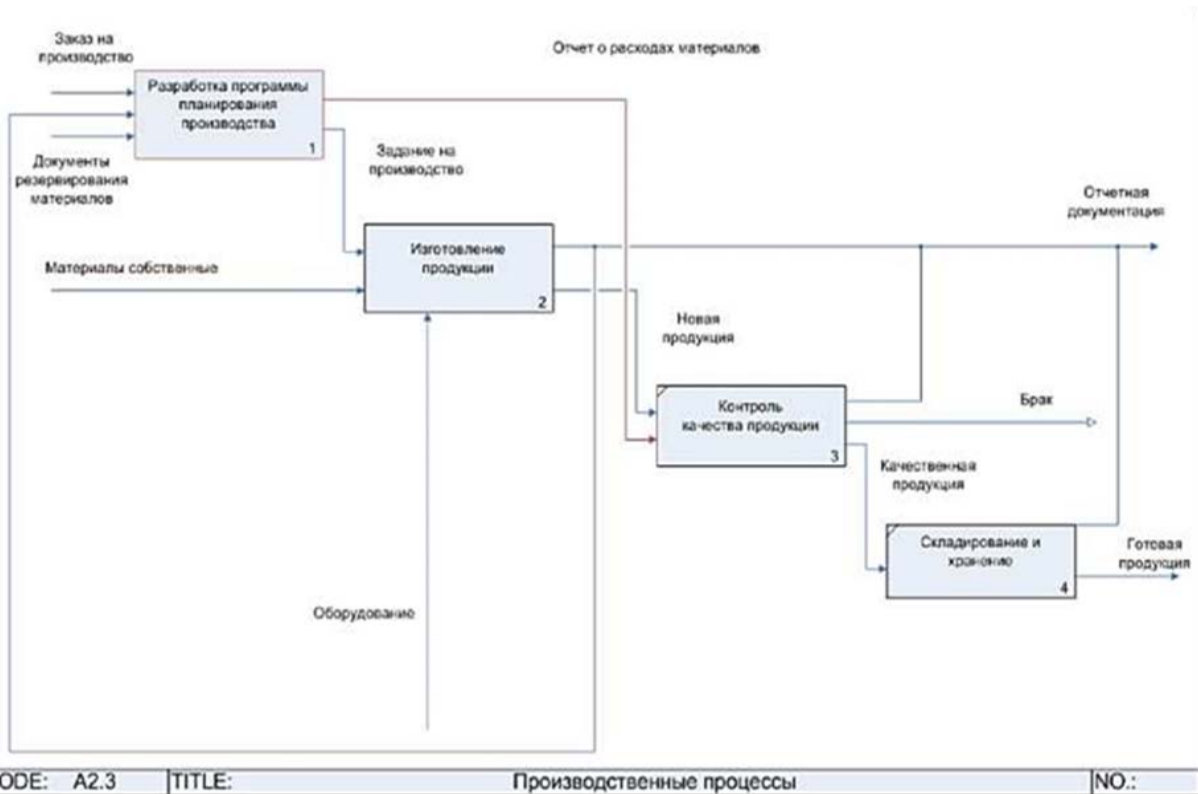 Заказ на
производство
Отчет о расходах материалов
Разработка программы
планирования
производства
1
Документы
резервирования
материалов
Задание на
производство
Отчетная
документация
Материалы собственные
Изготовление
продукции
2
Новая
продукция
Контроль
качества продукции
3
Брак
Качественная
продукция
Складирование и
хранение
4
Готовая
продукция
Оборудование
ODE: A2.3
TITLE:
Производственные процессы
NO.: